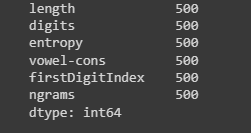 length 500
digits 500
entropy 500
vowel-cons 500
firstDigitIndex 500
ngrams 500
dtype: int64